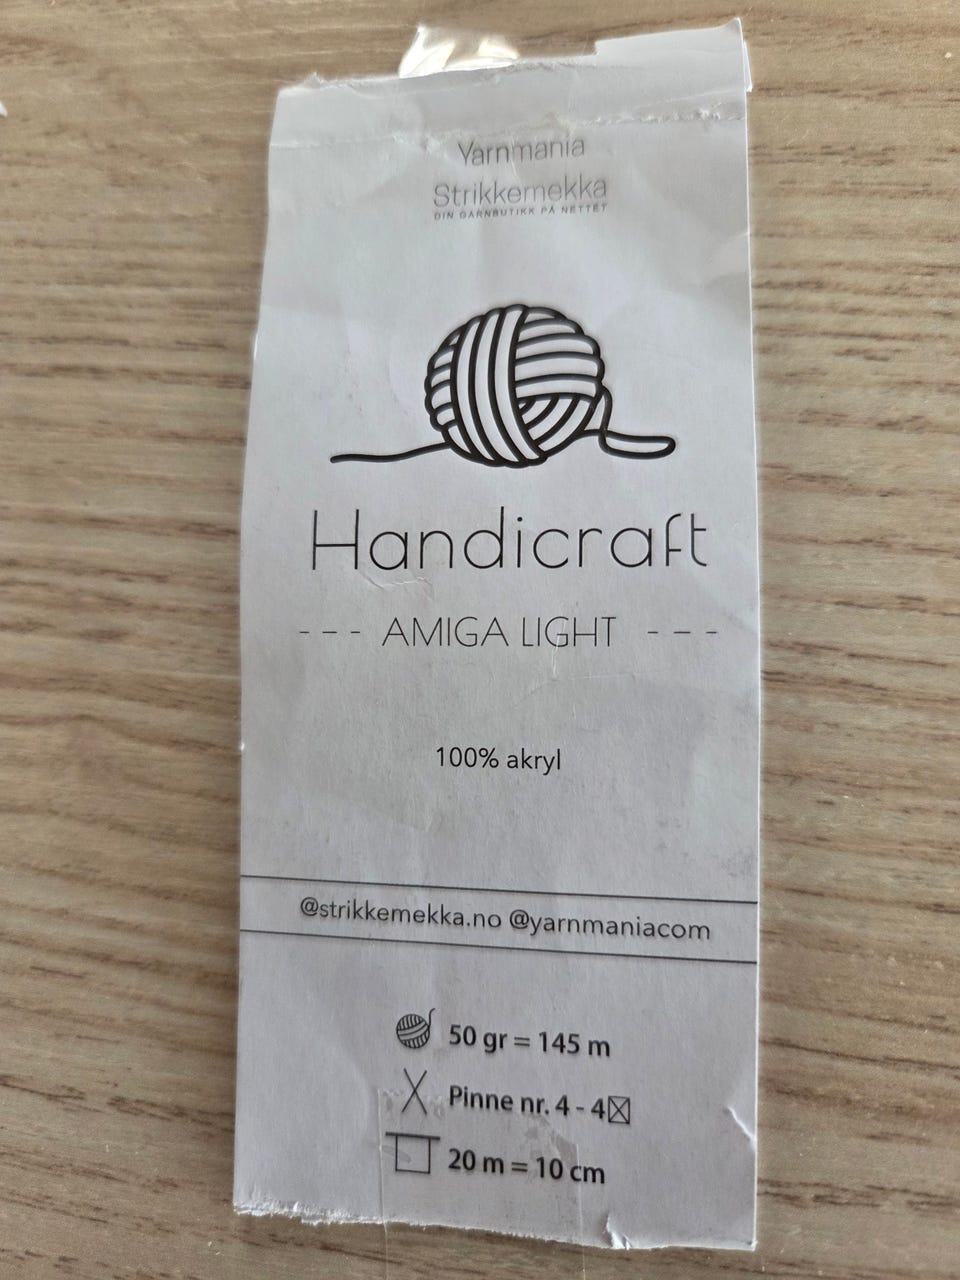 Yarnmania
Strikkemekka
DIN GARNBUTIKK PÅ NETTET
Handicraft
--- AMIGA LIGHT ---
100% akryl
@strikkemekka.no @yarnmaniacom
50 gr = 145 m
Pinne nr. 4 - 4☒
20 m = 10 cm